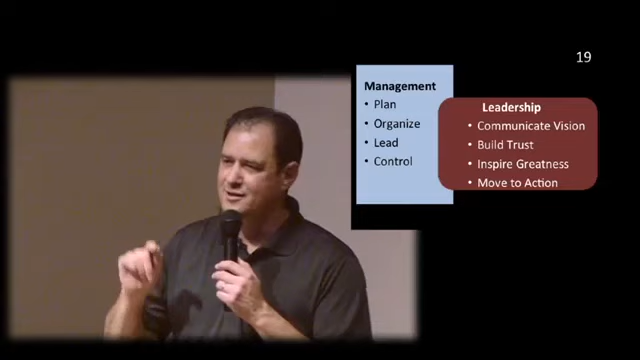 19
Management
• Plan
• Organize
• Lead
• Control
Leadership
• Communicate Vision
• Build Trust
• Inspire Greatness
• Move to Action